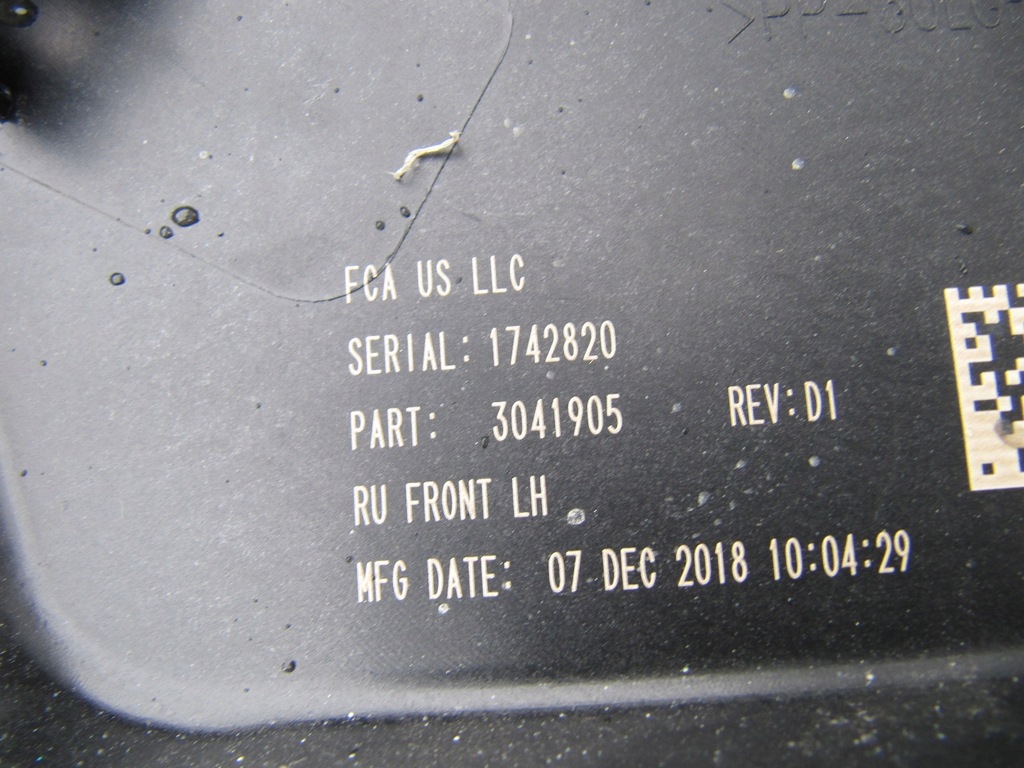 FCA US LLC
SERIAL: 1742820
PART: 3041905 REV:D1
RU FRONT LH
MFG DATE: 07 DEC 2018 10:04:29